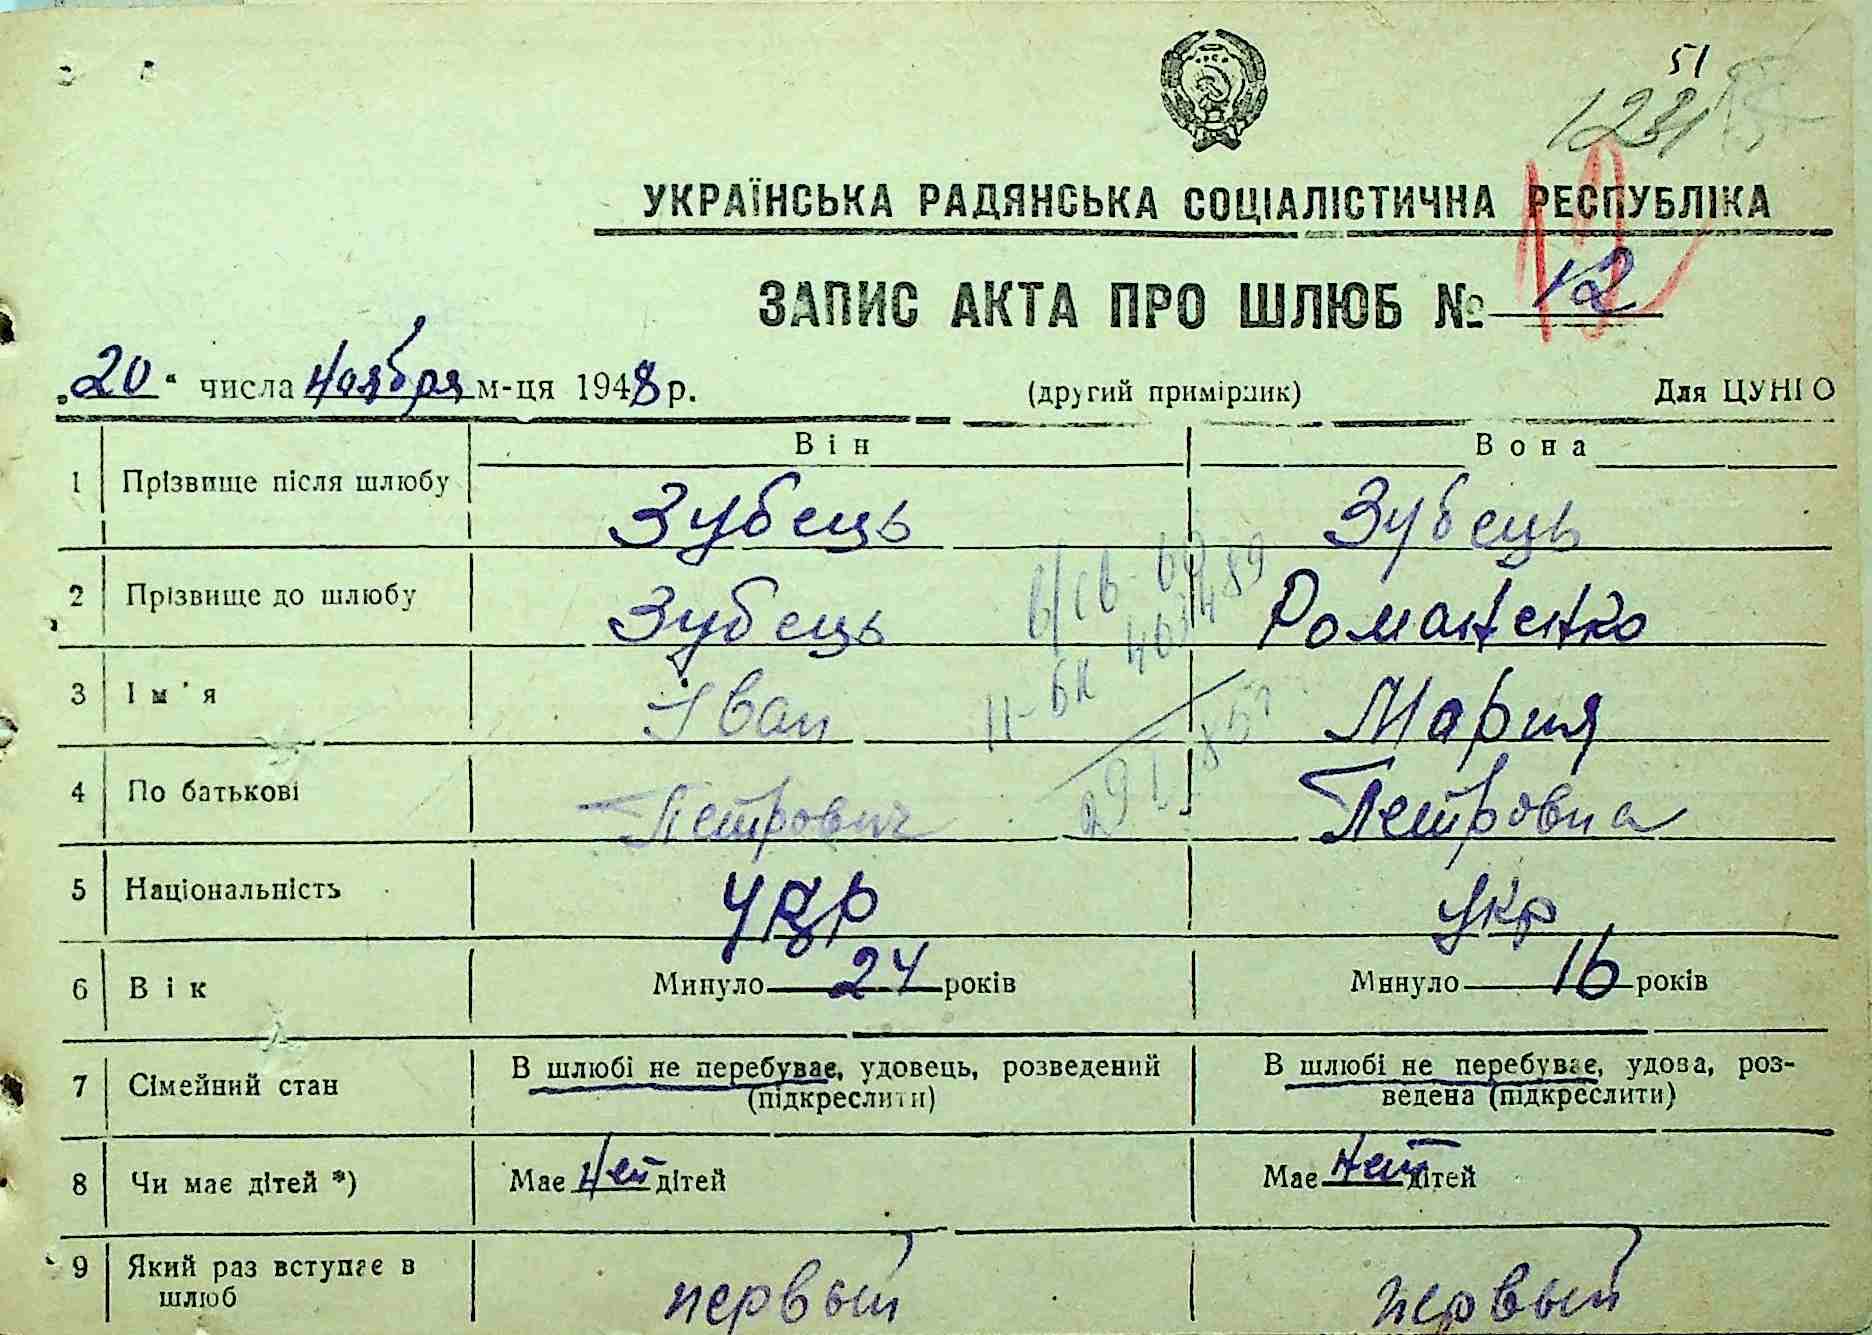 51
1231
УКРАЇНСЬКА РАДЯНСЬКА СОЦІАЛІСТИЧНА РЕСПУБЛІКА
12
ЗАПИС АКТА ПРО ШЛЮБ № 12
„20“ числа Ноября м-ця 1948 р. (другий примірник) Для ЦУНГО
Він Вона
1 Прізвище після шлюбу Зубець Зубець
2 Прізвище до шлюбу Зубець Романенко
3 Ім'я Іван Мария
4 По батькові Петрович Петровна
5 Національність укр укр
6 Вік Минуло 24 років Минуло 16 років
7 Сімейний стан В шлюбі не перебуває, удовець, розведений В шлюбі не перебуває, удова, роз-
(підкреслити) ведена (підкреслити)
8 Чи має дітей *) Має нет дітей Має нет дітей
9 Який раз вступає в первый первый
шлюб